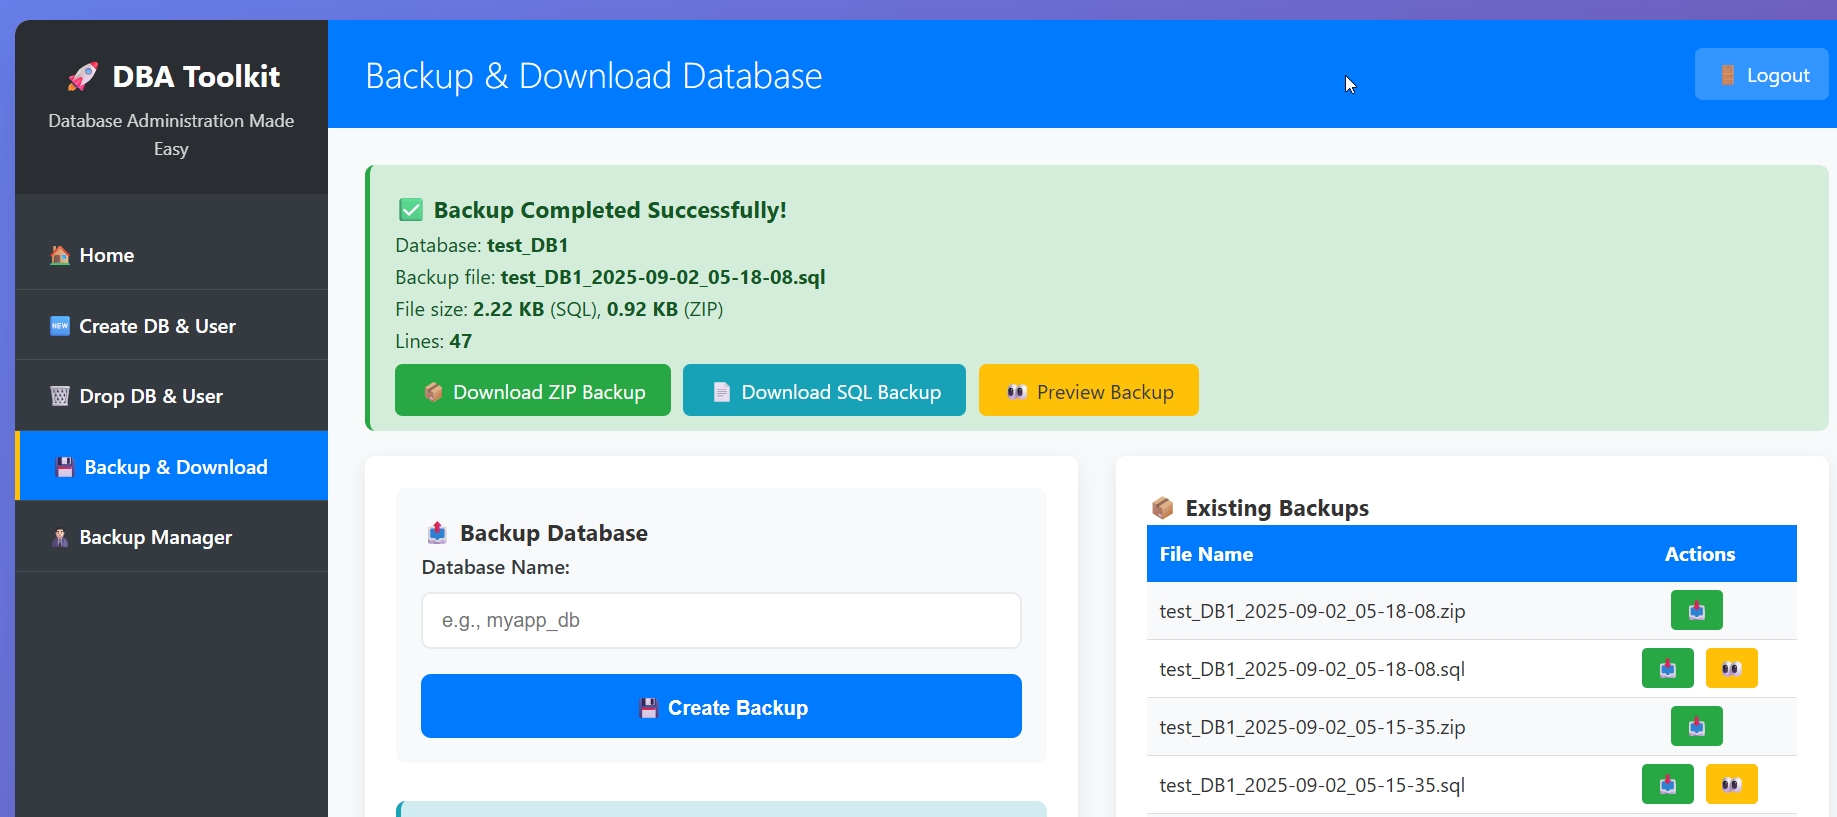 DBA Toolkit
Database Administration Made
Easy
Home
NEW Create DB & User
Drop DB & User
Backup & Download
Backup Manager
Backup & Download Database
Logout
Backup Completed Successfully!
Database: test_DB1
Backup file: test_DB1_2025-09-02_05-18-08.sql
File size: 2.22 KB (SQL), 0.92 KB (ZIP)
Lines: 47
Download ZIP Backup
Download SQL Backup
Preview Backup
Backup Database
Database Name:
e.g., myapp_db
Create Backup
Existing Backups
File Name Actions
test_DB1_2025-09-02_05-18-08.zip
test_DB1_2025-09-02_05-18-08.sql
test_DB1_2025-09-02_05-15-35.zip
test_DB1_2025-09-02_05-15-35.sql